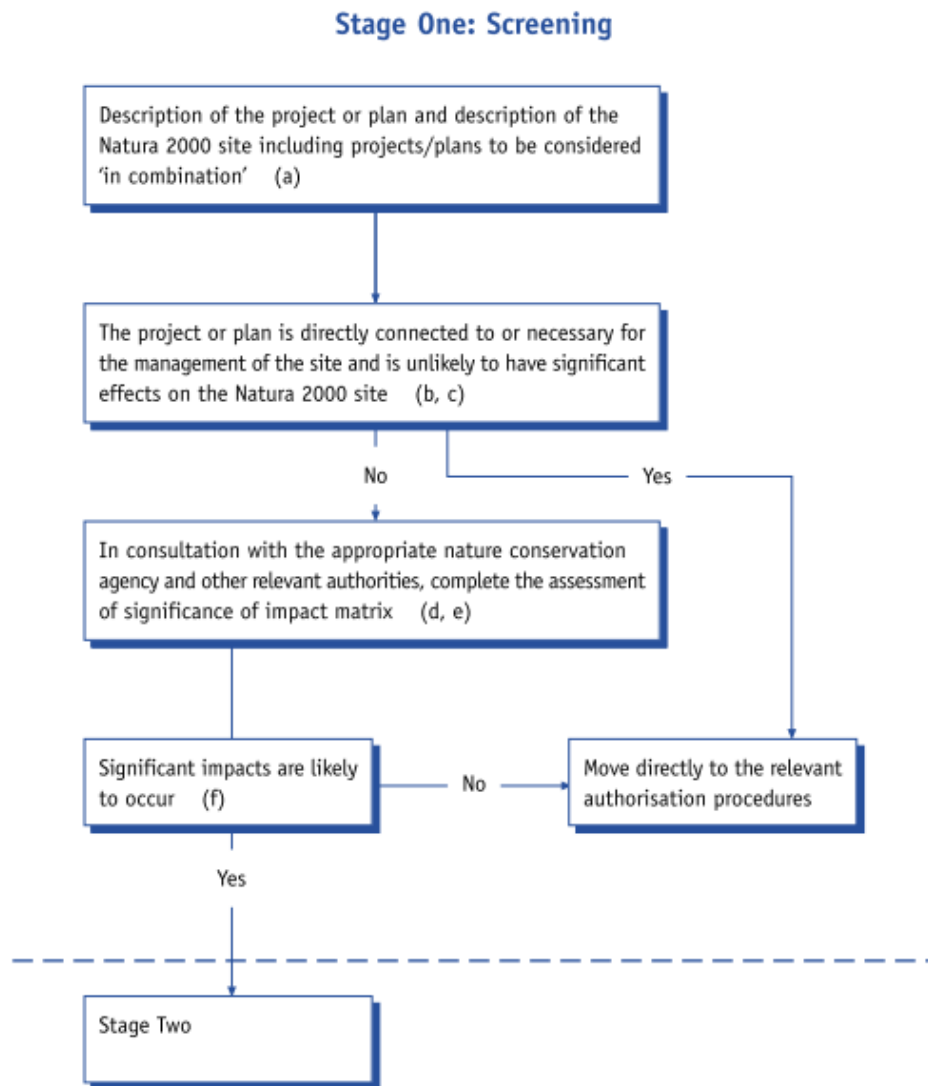 Stage One: Screening
Description of the project or plan and description of the
Natura 2000 site including projects/plans to be considered
‘in combination’ (a)
The project or plan is directly connected to or necessary for
the management of the site and is unlikely to have significant
effects on the Natura 2000 site (b, c)
No
Yes
In consultation with the appropriate nature conservation
agency and other relevant authorities, complete the assessment
of significance of impact matrix (d, e)
Significant impacts are likely
to occur (f)
No
Move directly to the relevant
authorisation procedures
Yes
Stage Two